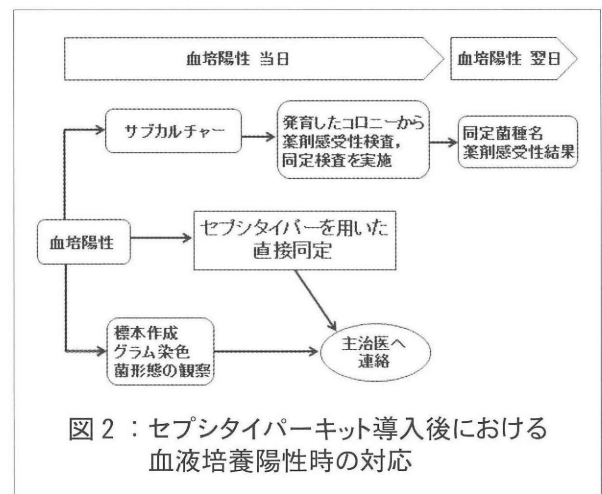 血培陽性 当日
血培陽性 翌日
サブカルチャー
発育したコロニーから
薬剤感受性検査，
同定検査を実施
同定菌種名
薬剤感受性結果
血培陽性
セプシタイパーを用いた
直接同定
標本作成
グラム染色
菌形態の観察
主治医へ
連絡
図2：セプシタイパーキット導入後における
血液培養陽性時の対応